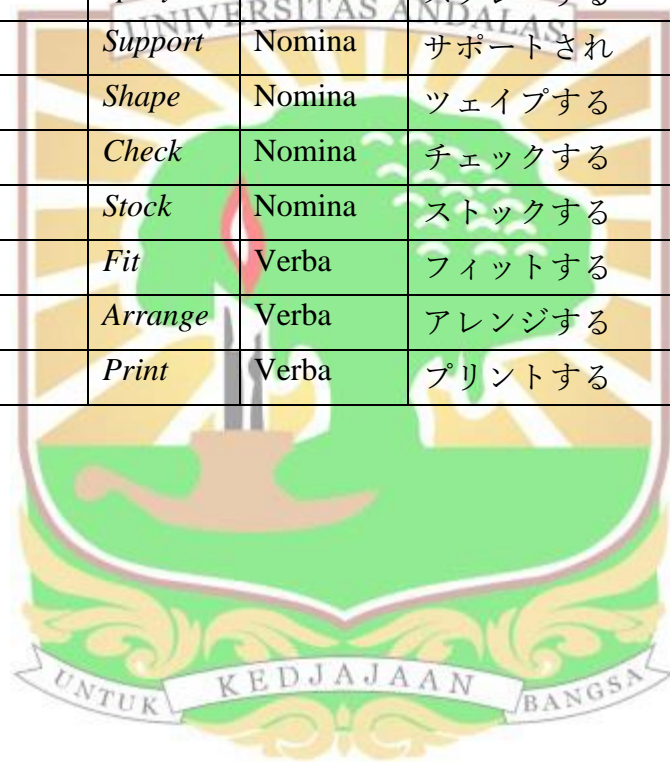 UNIVERSITAS ANDALAS
Support Nomina サポートされ
Shape Nomina ツェイプする
Check Nomina チェックする
Stock Nomina ストックする
Fit Verba フィットする
Arrange Verba アレンジする
Print Verba プリントする
UNTUK KEDJAJAAN BANGSA